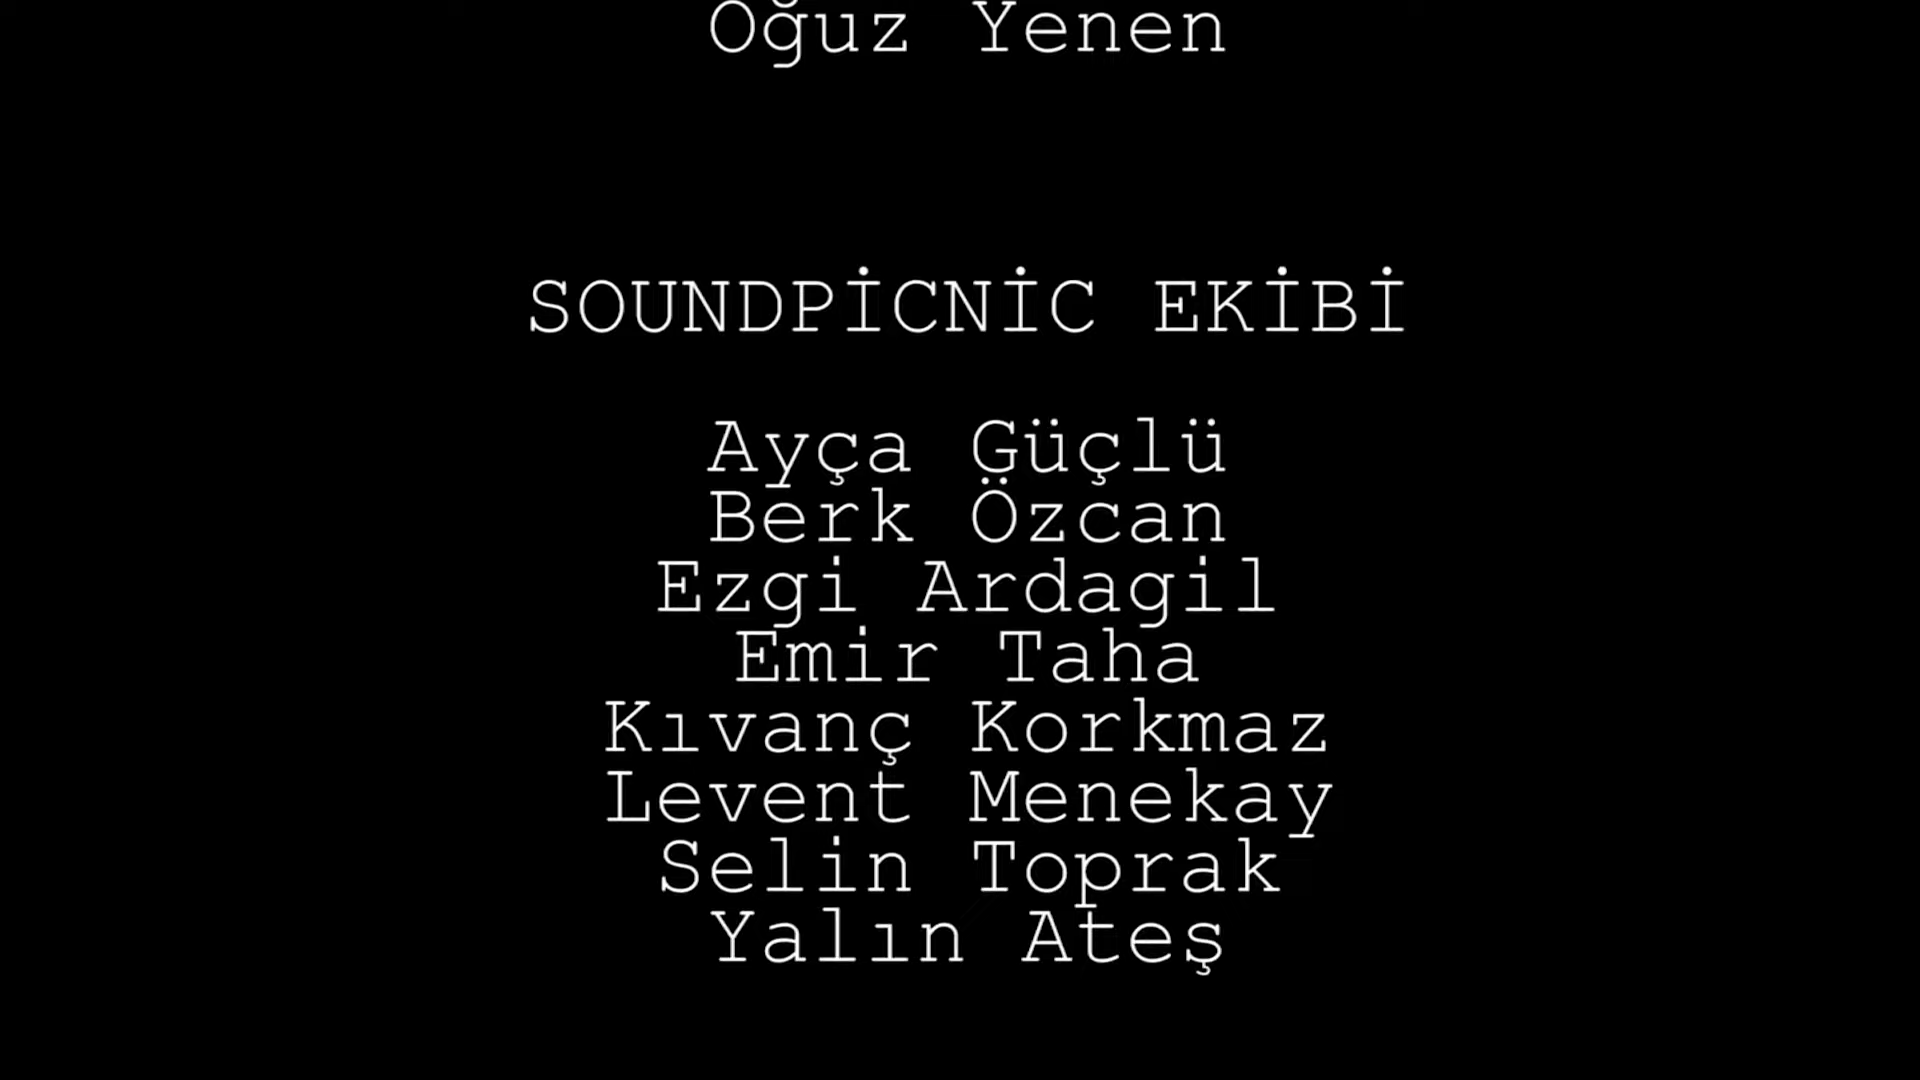 Oğuz Yenen
SOUNDPİCNİC EKİBİ
Ayça Güçlü
Berk Özcan
Ezgi Ardagil
Emir Taha
Kıvanç Korkmaz
Levent Menekay
Selin Toprak
Yalın Ateş